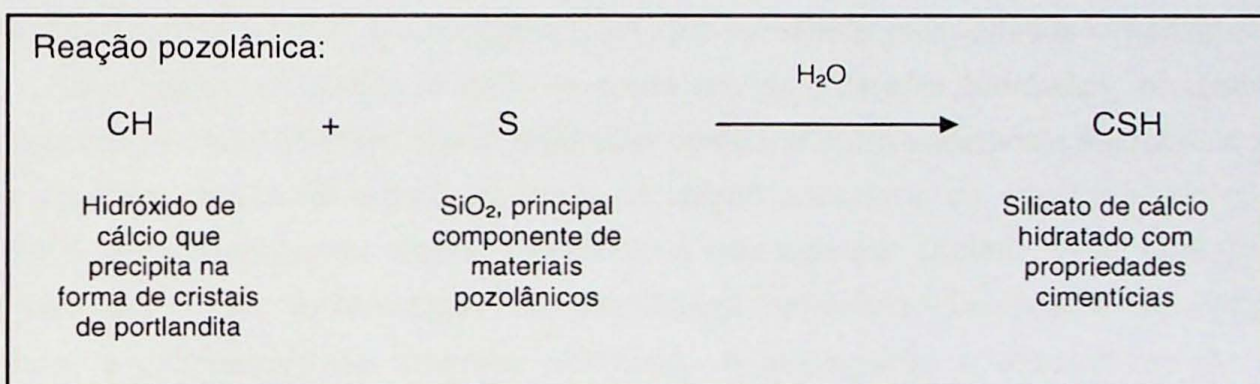 Reação pozolânica:
H₂O
CH + S CSH
Hidróxido de
cálcio que
precipita na
forma de cristais
de portlandita
SiO₂, principal
componente de
materiais
pozolânicos
Silicato de cálcio
hidratado com
propriedades
cimentícias